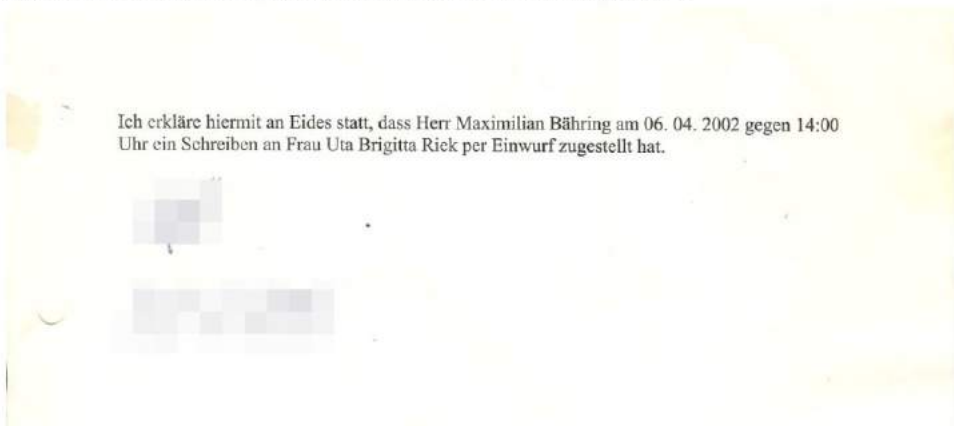 Ich erkläre hiermit an Eides statt, dass Herr Maximilian Bähring am 06. 04. 2002 gegen 14:00
Uhr ein Schreiben an Frau Uta Brigitta Riek per Einwurf zugestellt hat.